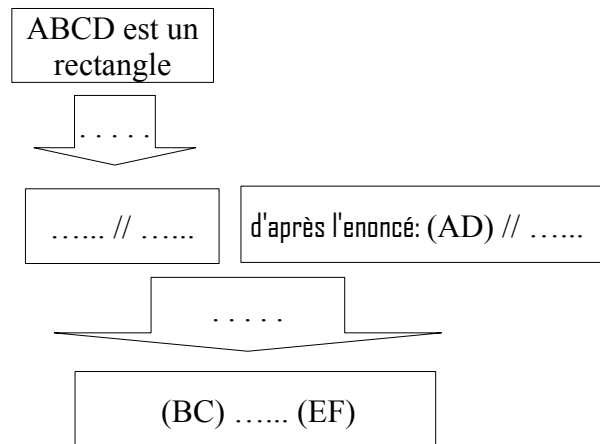 ABCD est un
rectangle
. . . . .
…... // …...
d'après l'enoncé: (AD) // …...
. . . . .
(BC) …... (EF)